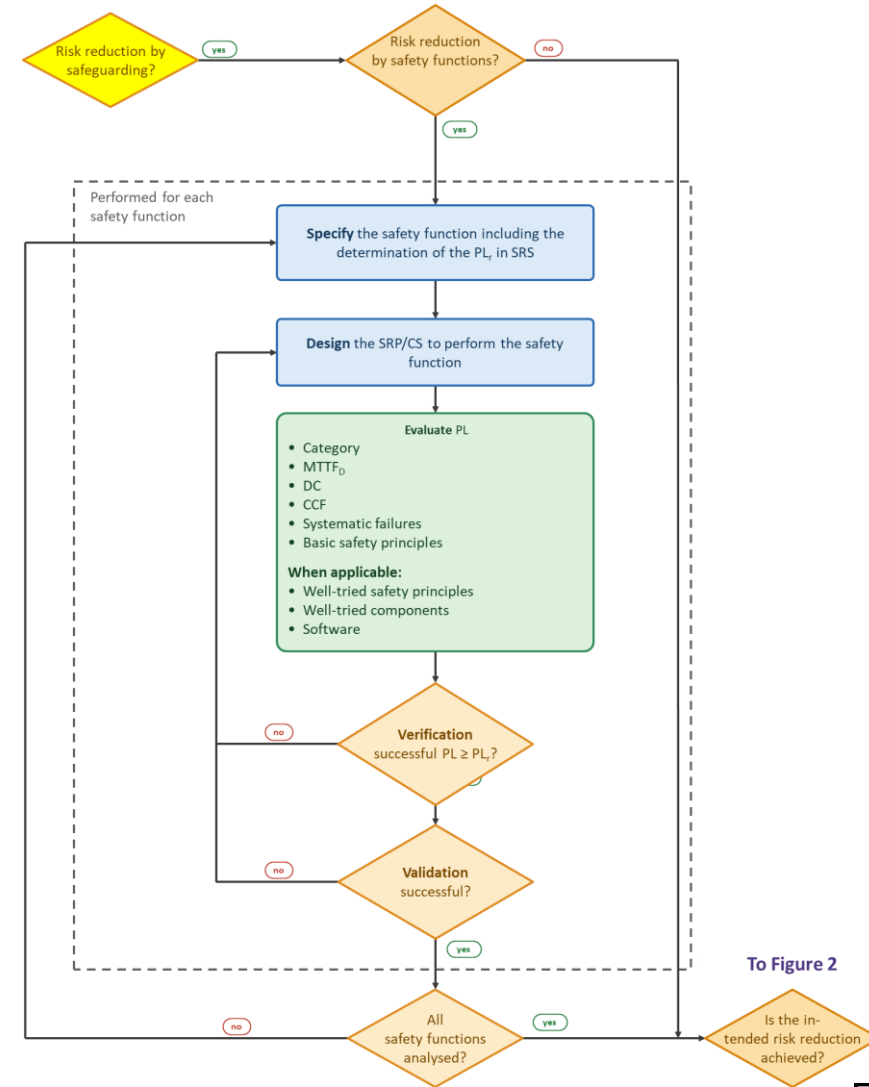 Risk reduction by
safeguarding?
yes
Risk reduction
by safety functions?
no
yes
Performed for each
safety function
Specify the safety function including the
determination of the PLr in SRS
Design the SRP/CS to perform the safety
function
Evaluate PL
• Category
• MTTFD
• DC
• CCF
• Systematic failures
• Basic safety principles
When applicable:
• Well-tried safety principles
• Well-tried components
• Software
no
Verification
successful PL ≥ PLr?
no
Validation
successful?
yes
To Figure 2
no
All
safety functions
analysed?
yes
Is the in-
tended risk reduction
achieved?